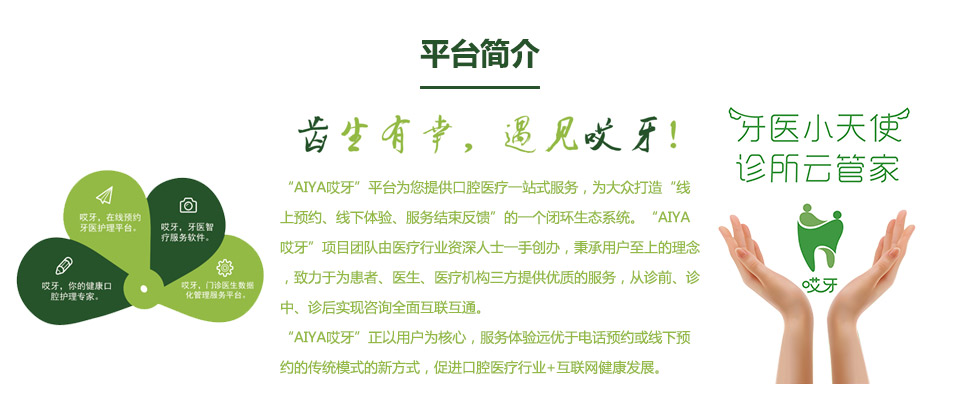 平台简介
齿生有幸，遇见哎牙！
“AIYA哎牙”平台为您提供口腔医疗一站式服务，为大众打造“线
上预约、线下体验、服务结束反馈”的一个闭环生态系统。“AIYA
哎牙”项目团队由医疗行业资深人士一手创办，秉承用户至上的理念
，致力于为患者、医生、医疗机构三方提供优质的服务，从诊前、诊
中、诊后实现咨询全面互联互通。
“AIYA哎牙”正以用户为核心，服务体验远优于电话预约或线下预
约的传统模式的新方式，促进口腔医疗行业+互联网健康发展。
哎牙，在线预约
牙医护理平台。
哎牙，牙医智
疗服务软件。
哎牙，你的健康口
腔护理专家。
哎牙，门诊医生数据
化管理服务平台。
牙医小天使
诊所云管家
哎牙